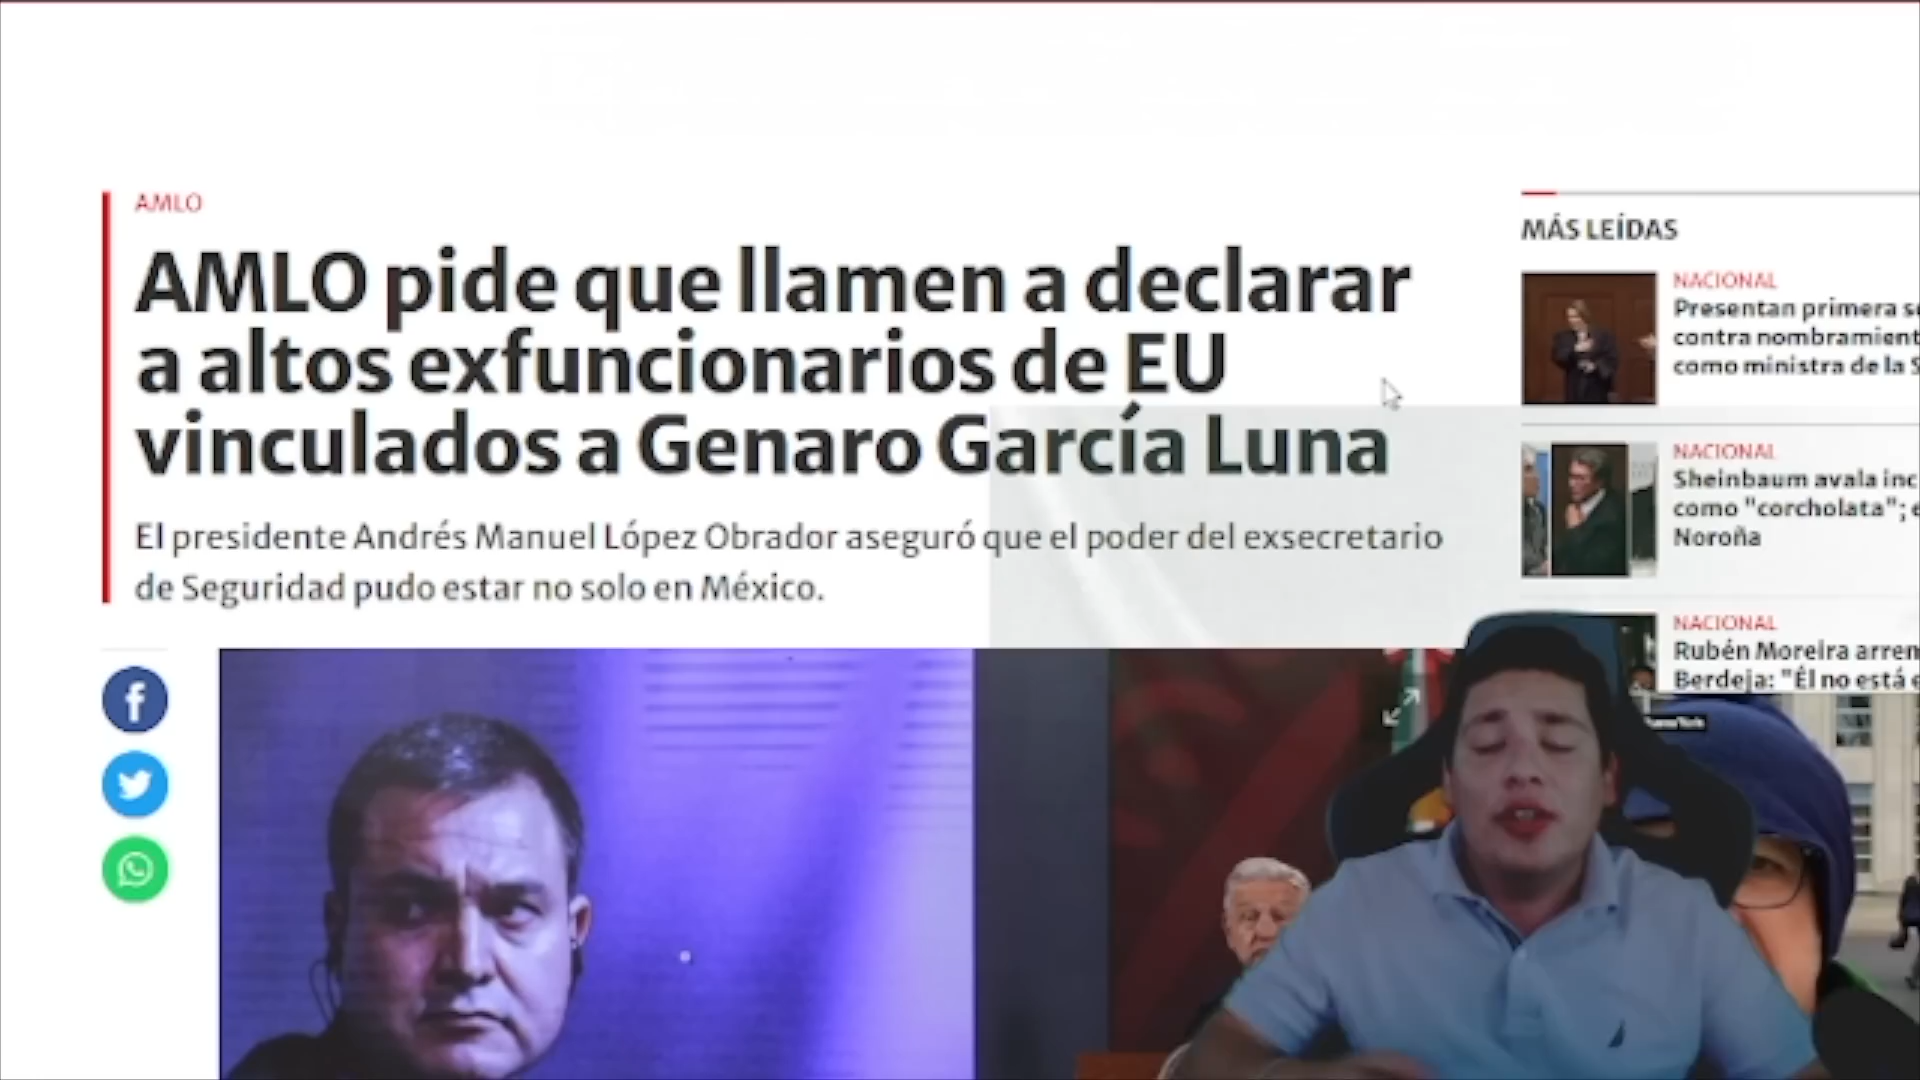 AMLO
AMLO pide que llamen a declarar
a altos exfuncionarios de EU
vinculados a Genaro García Luna
El presidente Andrés Manuel López Obrador aseguró que el poder del exsecretario
de Seguridad pudo estar no solo en México.
MÁS LEÍDAS
NACIONAL
Presentan primera
contra nombramient
como ministra de la S
NACIONAL
Sheinbaum avala inc
como "corcholata"; e
Noroña
NACIONAL
Rubén Moreira arrem
Berdeja: "Él no está e